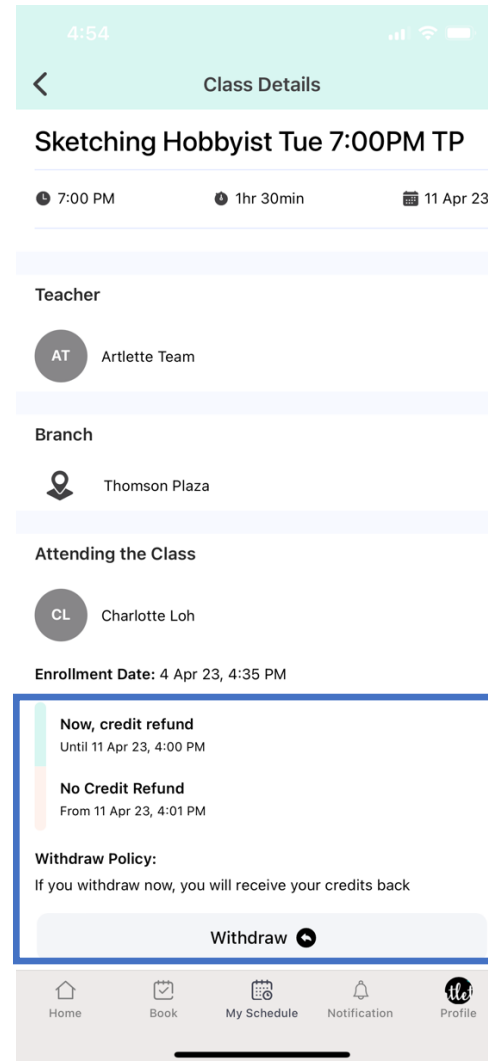 4:54
Class Details
Sketching Hobbyist Tue 7:00PM TP
7:00 PM 1hr 30min 11 Apr 23
Teacher
AT Artlette Team
Branch
Thomson Plaza
Attending the Class
CL Charlotte Loh
Enrollment Date: 4 Apr 23, 4:35 PM
Now, credit refund
Until 11 Apr 23, 4:00 PM
No Credit Refund
From 11 Apr 23, 4:01 PM
Withdraw Policy:
If you withdraw now, you will receive your credits back
Withdraw
Home Book My Schedule Notification Profile